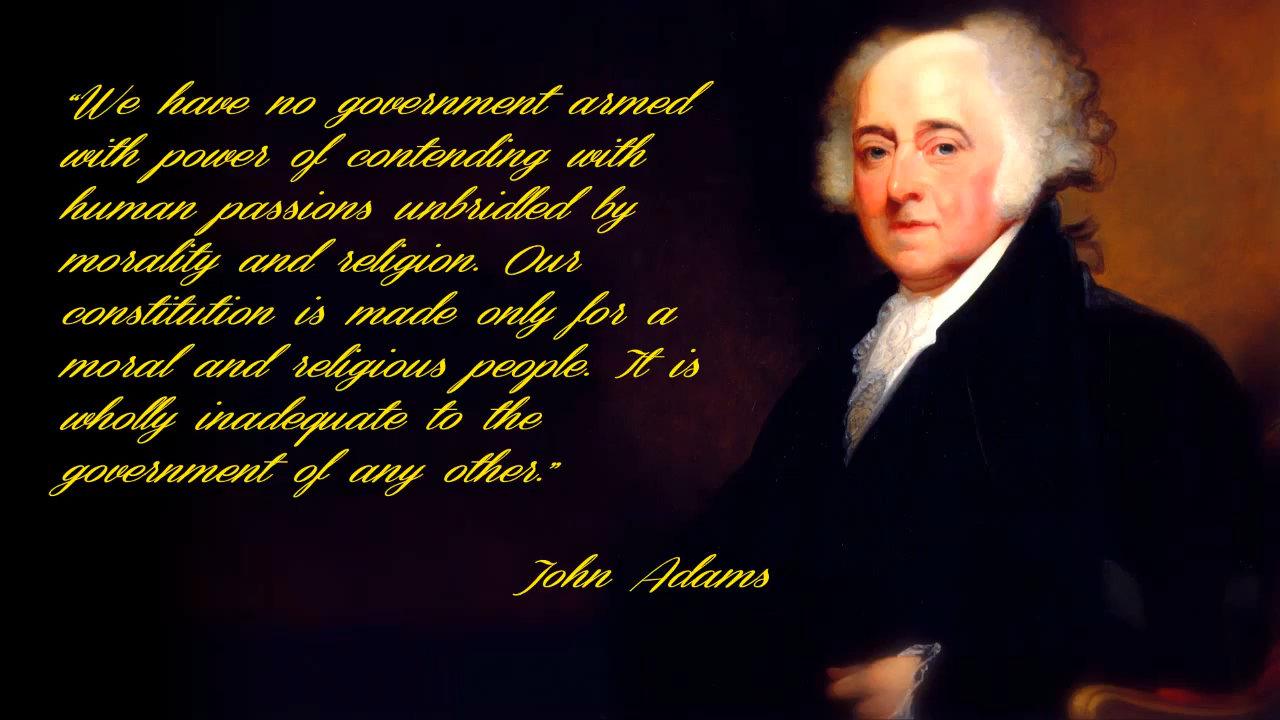 “We have no government armed
with power of contending with
human passions unbridled by
morality and religion. Our
constitution is made only for a
moral and religious people. It is
wholly inadequate to the
government of any other.”
John Adams